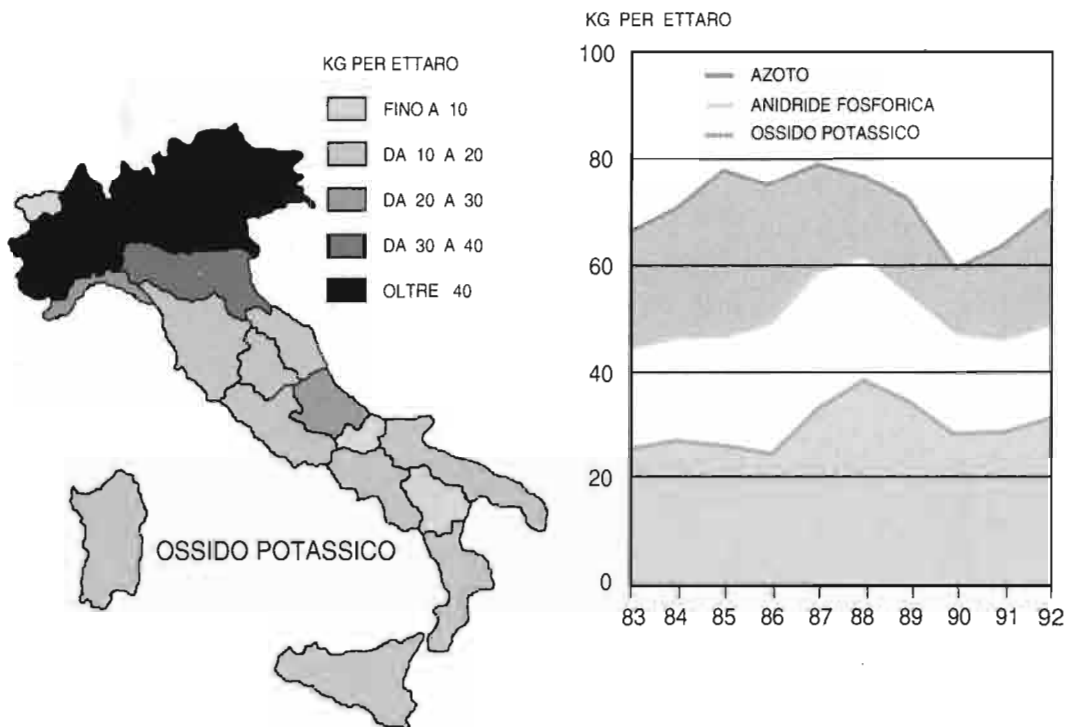 KG PER ETTARO
FINO A 10
DA 10 A 20
DA 20 A 30
DA 30 A 40
OLTRE 40
OSSIDO POTASSICO
KG PER ETTARO
100
80
60
40
20
0
AZOTO
ANIDRIDE FOSFORICA
OSSIDO POTASSICO
83 84 85 86 87 88 89 90 91 92